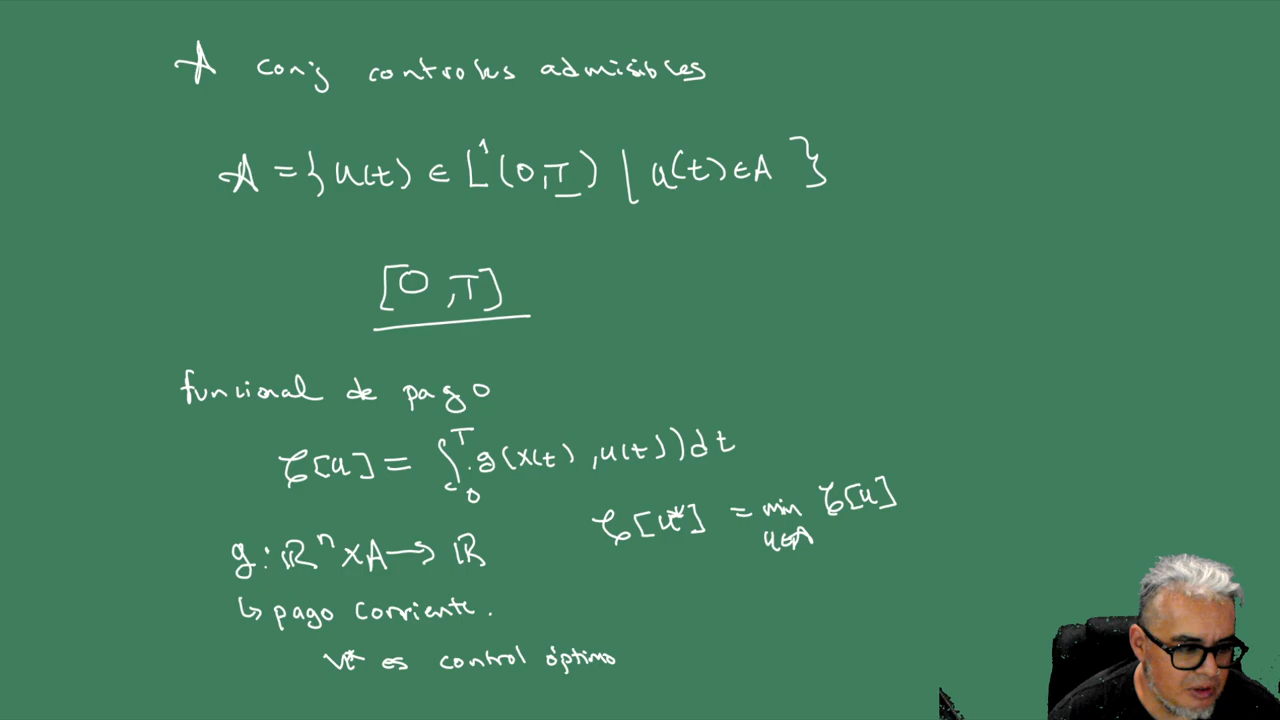 𝒜 conj controles admisibles
𝒜 = { u(t) ∈ L¹(0,T) | u(t) ∈ A }
[0,T]
funcional de pago
𝒞[u] = ∫₀ᵀ g(x(t), u(t)) dt
𝒞[u*] = min 𝒞[u]
u∈𝒜
g: ℝⁿ × A → ℝ
↳ pago corriente.
u* es control óptimo